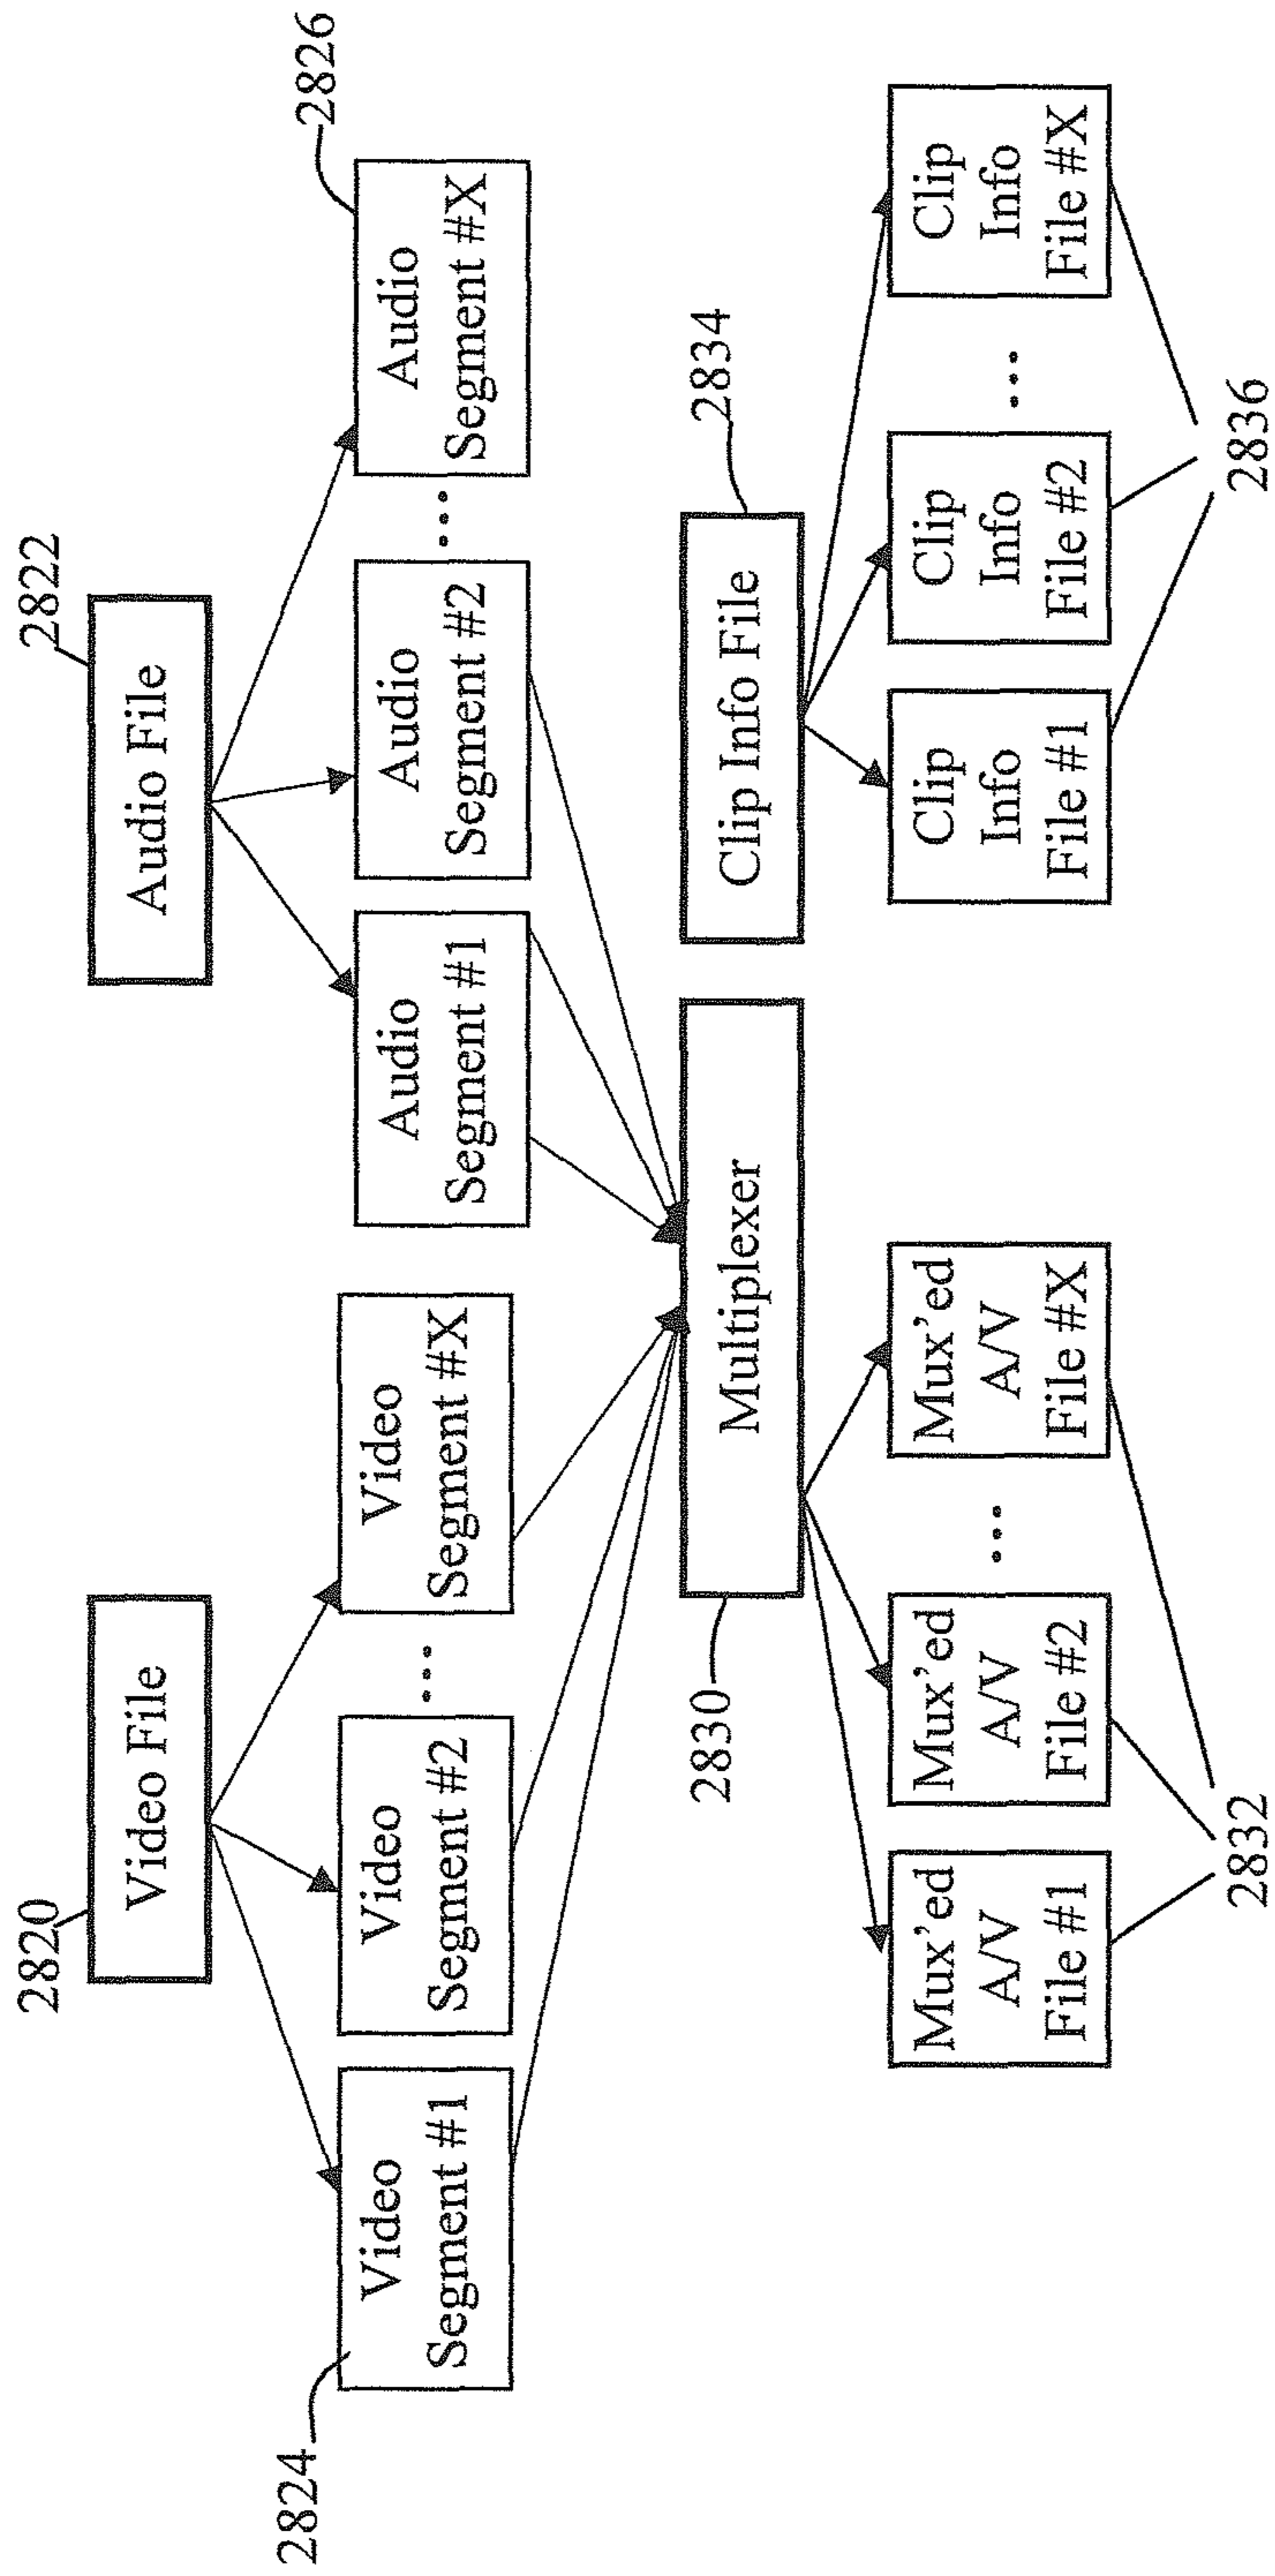 2820
Video File
2822
Audio File
2824
Video
Segment #1
Video
Segment #2
...
Video
Segment #X
Audio
Segment #1
Audio
Segment #2
...
Audio
Segment #X
2826
2830
Multiplexer
Clip Info File
2834
Mux'ed
A/V
File #1
Mux'ed
A/V
File #2
...
Mux'ed
A/V
File #X
Clip
Info
File #1
Clip
Info
File #2
...
Clip
Info
File #X
2832
2836